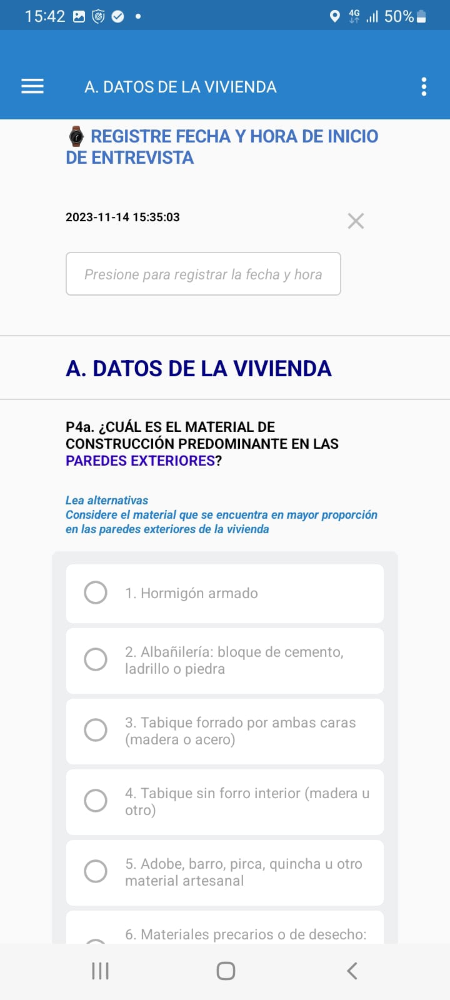 15:42
4G
50%
A. DATOS DE LA VIVIENDA
REGISTRE FECHA Y HORA DE INICIO
DE ENTREVISTA
2023-11-14 15:35:03
Presione para registrar la fecha y hora
A. DATOS DE LA VIVIENDA
P4a. ¿CUÁL ES EL MATERIAL DE
CONSTRUCCIÓN PREDOMINANTE EN LAS
PAREDES EXTERIORES?
Lea alternativas
Considere el material que se encuentra en mayor proporción
en las paredes exteriores de la vivienda
1. Hormigón armado
2. Albañilería: bloque de cemento,
ladrillo o piedra
3. Tabique forrado por ambas caras
(madera o acero)
4. Tabique sin forro interior (madera u
otro)
5. Adobe, barro, pirca, quincha u otro
material artesanal
6. Materiales precarios o de desecho: